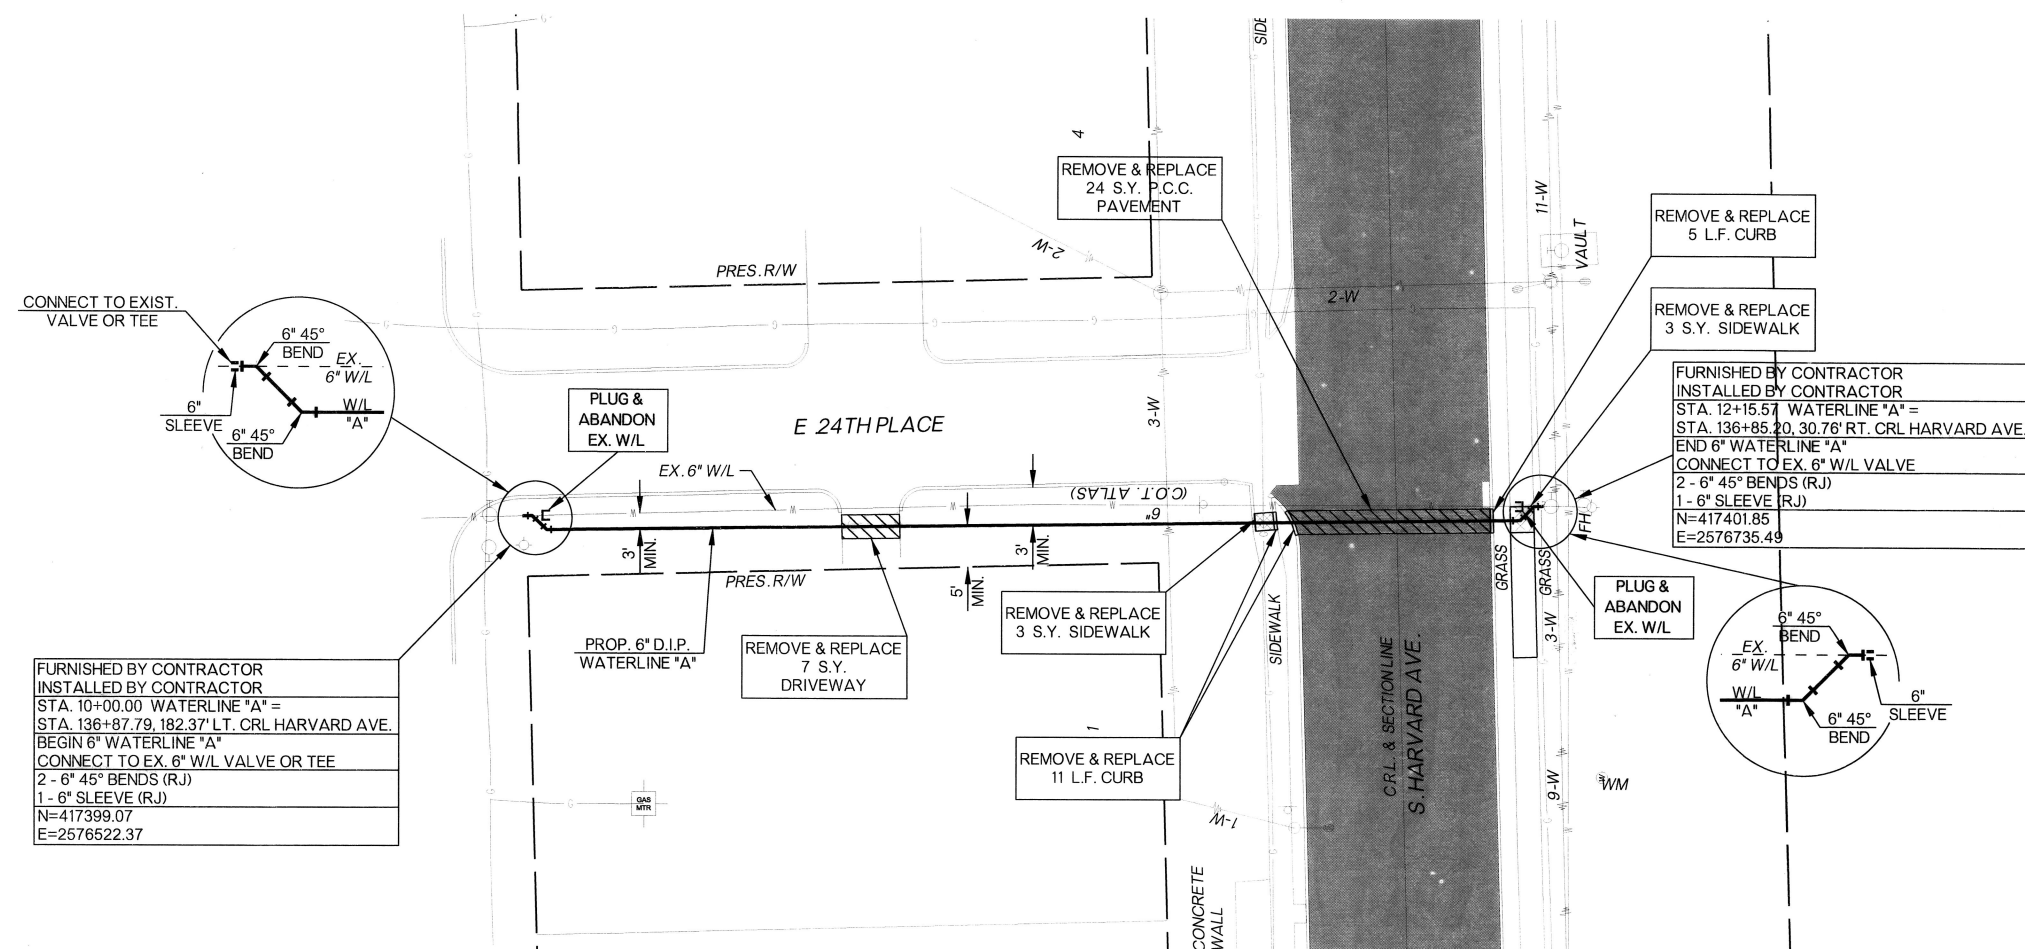 SIDE
4
REMOVE & REPLACE
24 S.Y. P.C.C.
PAVEMENT
11-W
REMOVE & REPLACE
5 L.F. CURB
VAULT
2-W
PRES. R/W
2-W
CONNECT TO EXIST.
VALVE OR TEE
6" 45°
BEND
EX.
6" W/L
6"
SLEEVE
W/L
"A"
6" 45°
BEND
PLUG &
ABANDON
EX. W/L
E 24TH PLACE
3-W
REMOVE & REPLACE
3 S.Y. SIDEWALK
FURNISHED BY CONTRACTOR
INSTALLED BY CONTRACTOR
STA. 12+15.57 WATERLINE "A" =
STA. 136+85.20, 30.76' RT. CRL HARVARD AVE.
END 6" WATERLINE "A"
CONNECT TO EX. 6" W/L VALVE
2 - 6" 45° BENDS (RJ)
1 - 6" SLEEVE (RJ)
N=417401.85
E=2576735.49
EX. 6" W/L
(C.O.T. ATLAS)
6"
3'
MIN.
3'
MIN.
5'
MIN.
PRES. R/W
FH
GRASS
GRASS
PLUG &
ABANDON
EX. W/L
PROP. 6" D.I.P.
WATERLINE "A"
REMOVE & REPLACE
7 S.Y.
DRIVEWAY
REMOVE & REPLACE
3 S.Y. SIDEWALK
SIDEWALK
3-W
6" 45°
BEND
EX.
6" W/L
W/L
"A"
6"
SLEEVE
6" 45°
BEND
FURNISHED BY CONTRACTOR
INSTALLED BY CONTRACTOR
STA. 10+00.00 WATERLINE "A" =
STA. 136+87.79, 182.37' LT. CRL HARVARD AVE.
BEGIN 6" WATERLINE "A"
CONNECT TO EX. 6" W/L VALVE OR TEE
2 - 6" 45° BENDS (RJ)
1 - 6" SLEEVE (RJ)
N=417399.07
E=2576522.37
1
REMOVE & REPLACE
11 L.F. CURB
C.R.L. & SECTION LINE
S. HARVARD AVE.
GAS
MTR
1-W
9-W
WM
CONCRETE
WALL